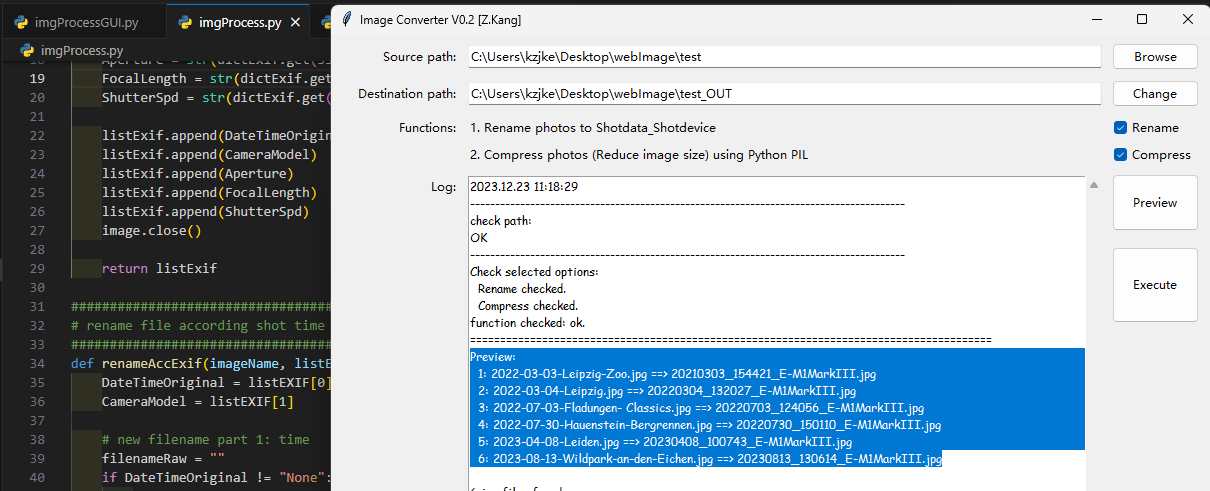 imgProcessGUI.py
imgProcess.py
imgProcess.py
19 FocalLength = str(dictExif.get
20 ShutterSpd = str(dictExif.get(
21
22 listExif.append(DateTimeOrigin
23 listExif.append(CameraModel)
24 listExif.append(Aperture)
25 listExif.append(FocalLength)
26 listExif.append(ShutterSpd)
27 image.close()
28
29 return listExif
30
31 ################################
32 # rename file according shot time
33 ################################
34 def renameAccExif(imageName, listE
35 DateTimeOriginal = listEXIF[0]
36 CameraModel = listEXIF[1]
37
38 # new filename part 1: time
39 filenameRaw = ""
40 if DateTimeOriginal != "None":
Image Converter V0.2 [Z.Kang]
Source path: C:\Users\kzjke\Desktop\webImage\test Browse
Destination path: C:\Users\kzjke\Desktop\webImage\test_OUT Change
Functions: 1. Rename photos to Shotdata_Shotdevice Rename
2. Compress photos (Reduce image size) using Python PIL Compress
Log: 2023.12.23 11:18:29
--------------------------------------------------------------------------------
check path:
OK
--------------------------------------------------------------------------------
Check selected options:
Rename checked.
Compress checked.
function checked: ok.
================================================================================
Preview:
1: 2022-03-03-Leipzig-Zoo.jpg ==> 20210303_154421_E-M1MarkIII.jpg
2: 2022-03-04-Leipzig.jpg ==> 20220304_132027_E-M1MarkIII.jpg
3: 2022-07-03-Fladungen- Classics.jpg ==> 20220703_124056_E-M1MarkIII.jpg
4: 2022-07-30-Hauenstein-Bergrennen.jpg ==> 20220730_150110_E-M1MarkIII.jpg
5: 2023-04-08-Leiden.jpg ==> 20230408_100743_E-M1MarkIII.jpg
6: 2023-08-13-Wildpark-an-den-Eichen.jpg ==> 20230813_130614_E-M1MarkIII.jpg
Preview
Execute